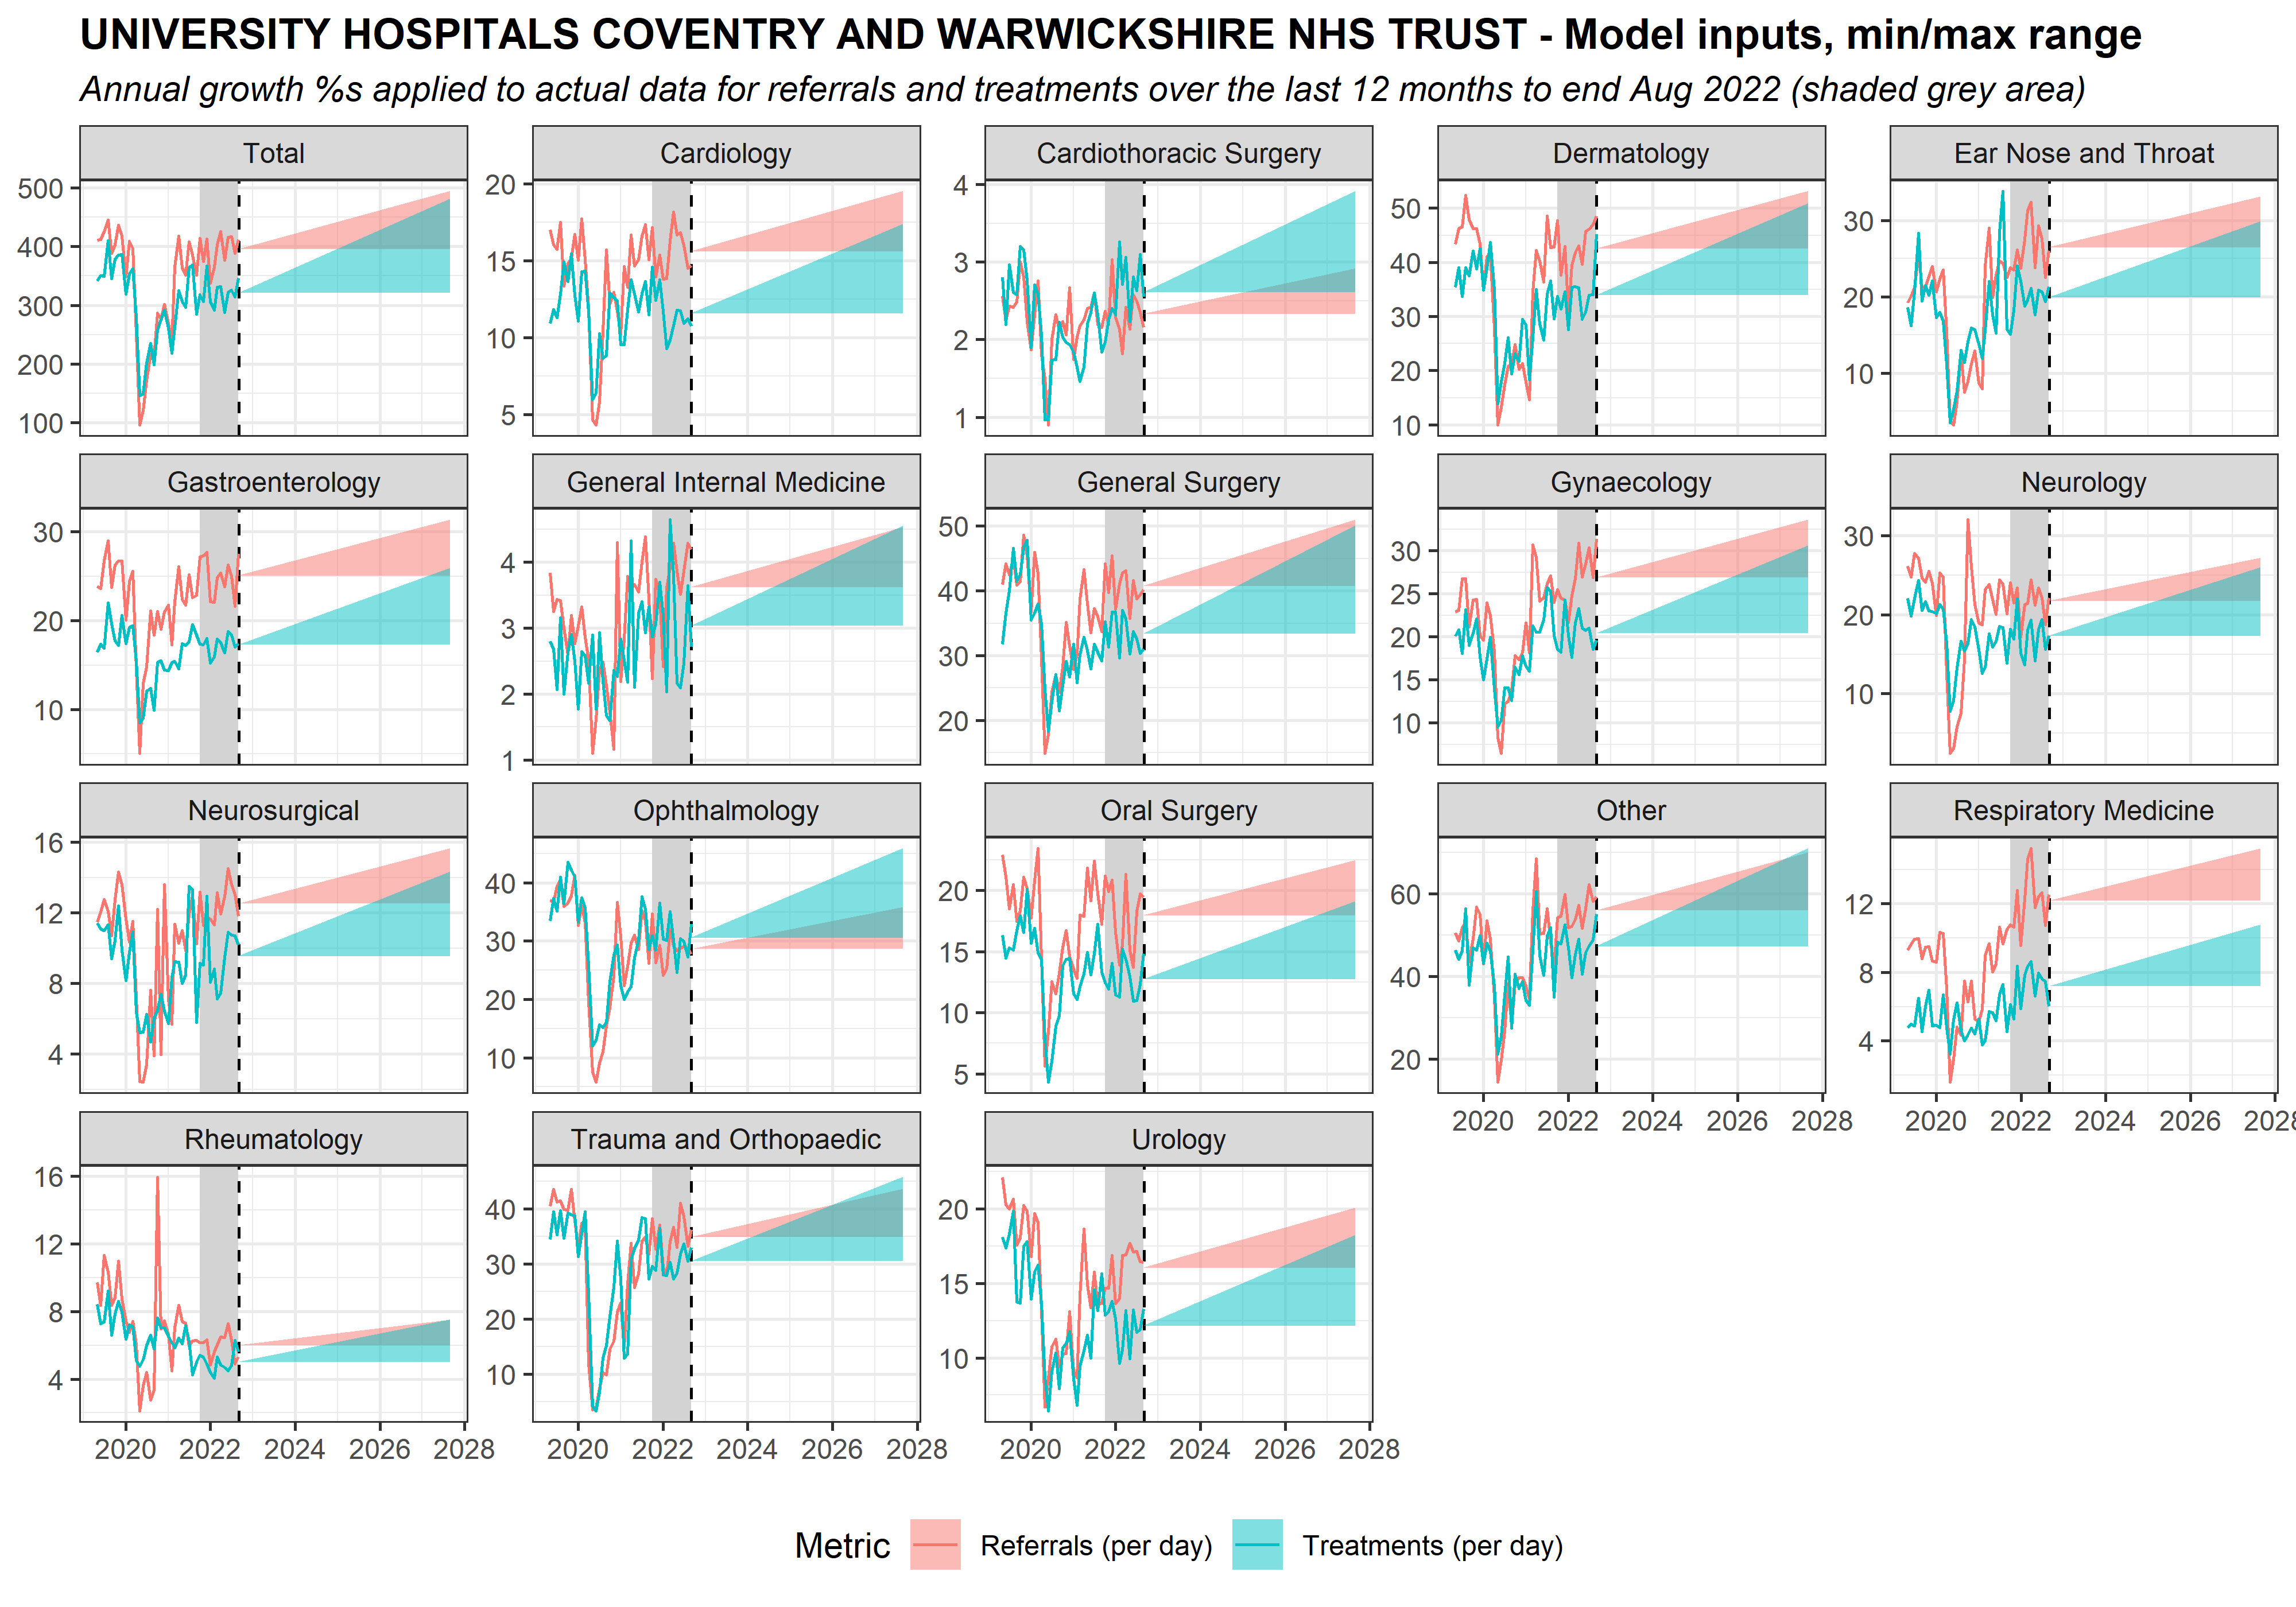 UNIVERSITY HOSPITALS COVENTRY AND WARWICKSHIRE NHS TRUST - Model inputs, min/max range
Annual growth %s applied to actual data for referrals and treatments over the last 12 months to end Aug 2022 (shaded grey area)
Total
500
400
300
200
100
Cardiology
20
15
10
5
Cardiothoracic Surgery
4
3
2
1
Dermatology
50
40
30
20
10
Ear Nose and Throat
30
20
10
Gastroenterology
30
20
10
General Internal Medicine
4
3
2
1
General Surgery
50
40
30
20
Gynaecology
30
25
20
15
10
Neurology
30
20
10
Neurosurgical
16
12
8
4
Ophthalmology
40
30
20
10
Oral Surgery
20
15
10
5
Other
60
40
20
2020 2022 2024 2026 2028
Respiratory Medicine
12
8
4
2020 2022 2024 2026 2028
Rheumatology
16
12
8
4
2020 2022 2024 2026 2028
Trauma and Orthopaedic
40
30
20
10
2020 2022 2024 2026 2028
Urology
20
15
10
2020 2022 2024 2026 2028
Metric Referrals (per day) Treatments (per day)